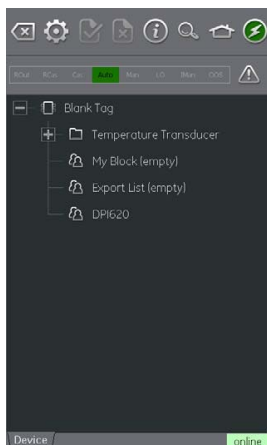 ROut RCas Cas Auto Man LO IMan OOS
Blank Tag
Temperature Transducer
My Block (empty)
Export List (empty)
DPI620
Device online